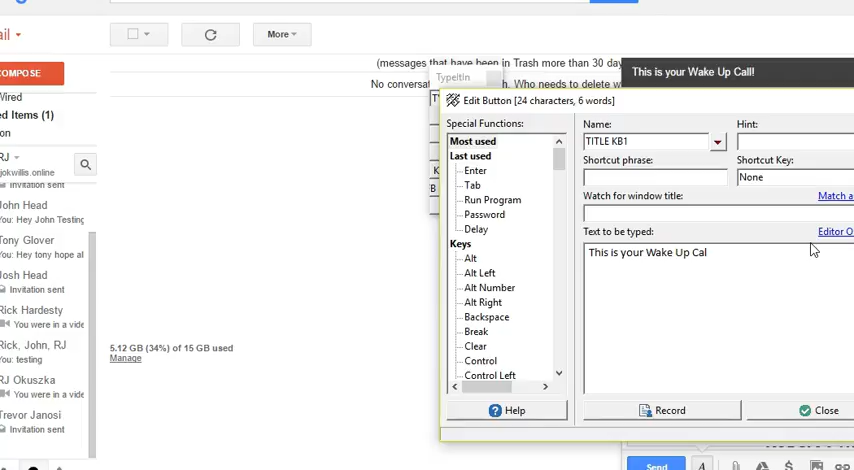 ail
More
(messages that have been in Trash more than 30 day
No conversat
h. Who needs to delete w
COMPOSE
Wired
ed Items (1)
on
RJ
jokwillis.online
Invitation sent
John Head
You: Hey John Testing
Tony Glover
You: Hey tony hope al
Josh Head
Invitation sent
Rick Hardesty
You were in a vide
Rick, John, RJ
You: testing
RJ Okuszka
You were in a vide
Trevor Janosi
Invitation sent
5.12 GB (34%) of 15 GB used
Manage
TypeItIn
T
K
B
This is your Wake Up Call!
Edit Button [24 characters, 6 words]
Special Functions:
Most used
Last used
Enter
Tab
Run Program
Password
Delay
Keys
Alt
Alt Left
Alt Number
Alt Right
Backspace
Break
Clear
Control
Control Left
Help
Name:
Hint:
TITLE KB1
Shortcut phrase:
Shortcut Key:
None
Watch for window title:
Match a
Text to be typed:
Editor O
This is your Wake Up Cal
Record
Close
Send
A
$